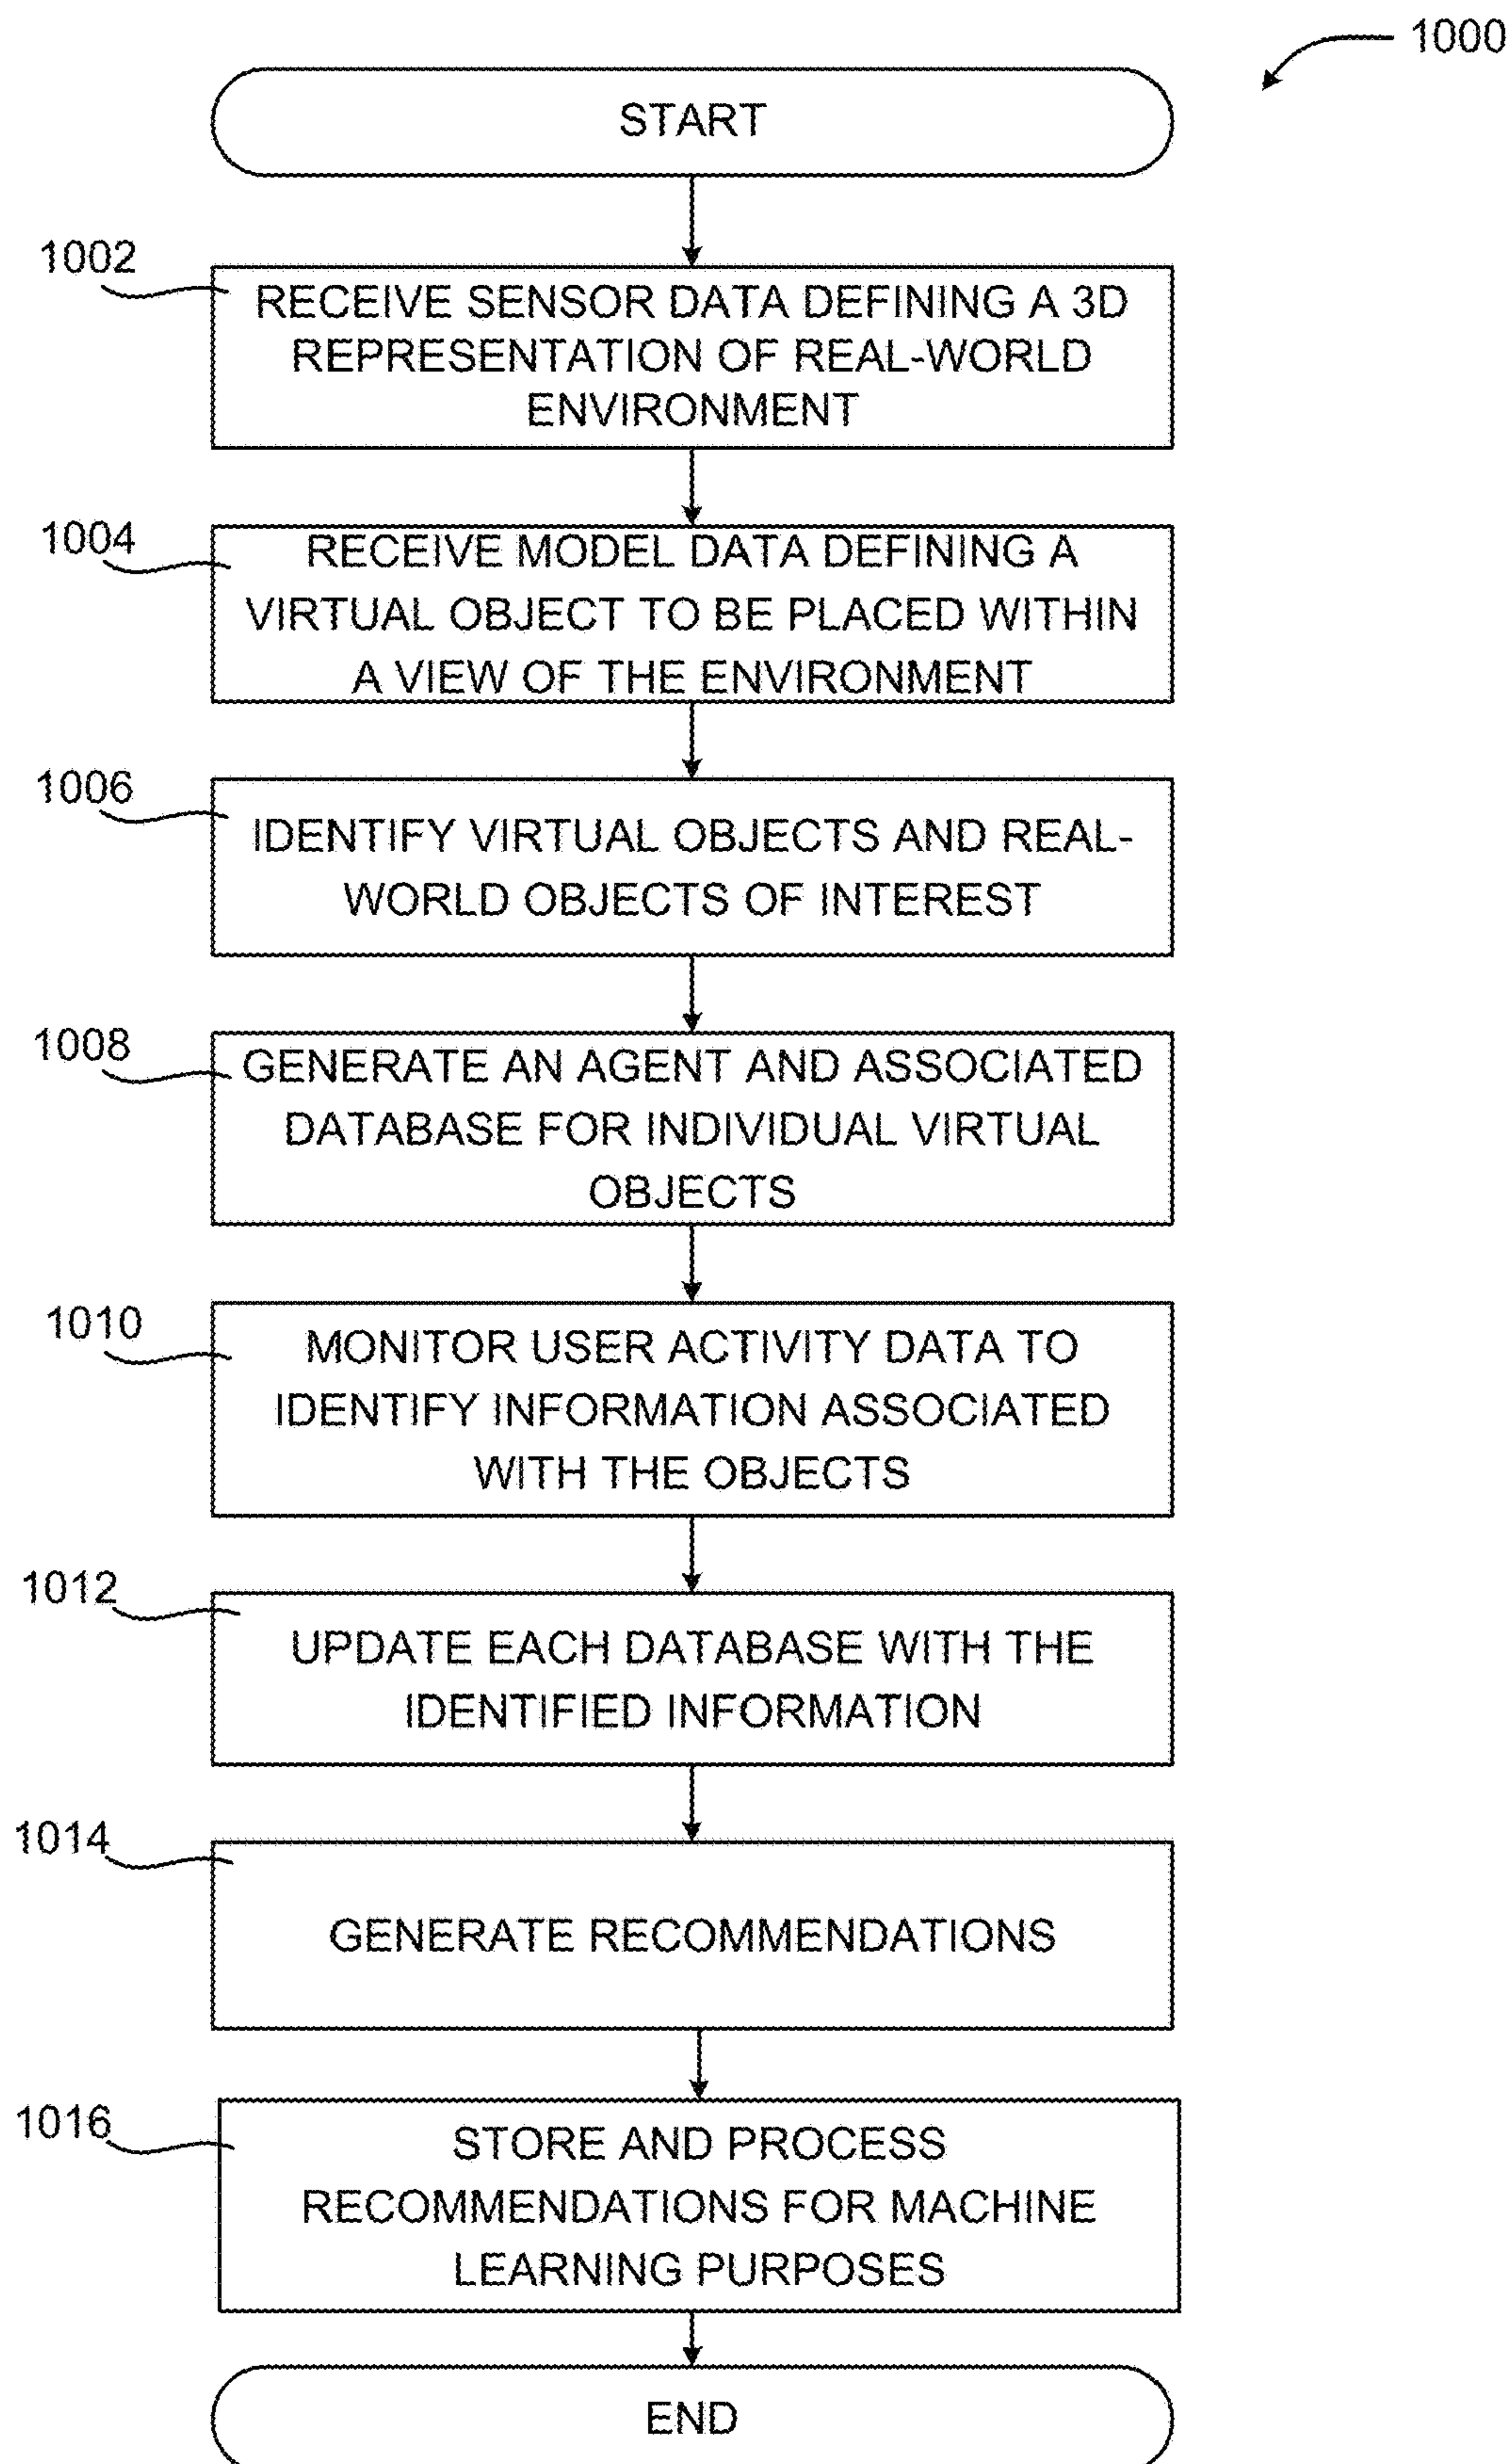 1000
START
1002
RECEIVE SENSOR DATA DEFINING A 3D
REPRESENTATION OF REAL-WORLD
ENVIRONMENT
1004
RECEIVE MODEL DATA DEFINING A
VIRTUAL OBJECT TO BE PLACED WITHIN
A VIEW OF THE ENVIRONMENT
1006
IDENTIFY VIRTUAL OBJECTS AND REAL-
WORLD OBJECTS OF INTEREST
1008
GENERATE AN AGENT AND ASSOCIATED
DATABASE FOR INDIVIDUAL VIRTUAL
OBJECTS
1010
MONITOR USER ACTIVITY DATA TO
IDENTIFY INFORMATION ASSOCIATED
WITH THE OBJECTS
1012
UPDATE EACH DATABASE WITH THE
IDENTIFIED INFORMATION
1014
GENERATE RECOMMENDATIONS
1016
STORE AND PROCESS
RECOMMENDATIONS FOR MACHINE
LEARNING PURPOSES
END